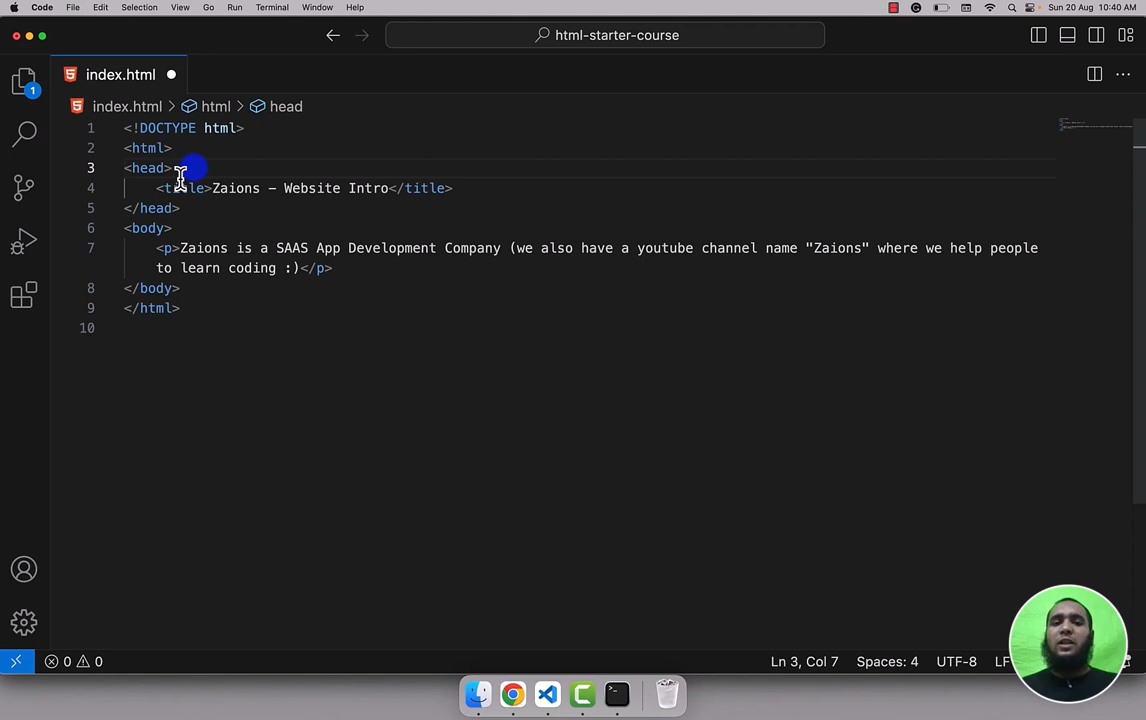 Code File Edit Selection View Go Run Terminal Window Help Sun 20 Aug 10:40 AM
html-starter-course
index.html
index.html > html > head
1 <!DOCTYPE html>
2 <html>
3 <head>
4 <title>Zaions – Website Intro</title>
5 </head>
6 <body>
7 <p>Zaions is a SAAS App Development Company (we also have a youtube channel name "Zaions" where we help people
to learn coding :)</p>
8 </body>
9 </html>
10
1
0 0 Ln 3, Col 7 Spaces: 4 UTF-8 LF